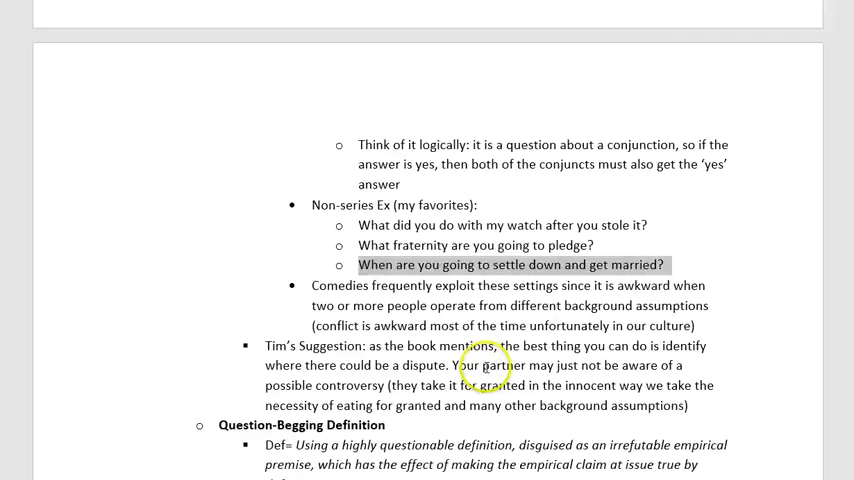 o Think of it logically: it is a question about a conjunction, so if the
answer is yes, then both of the conjuncts must also get the ‘yes’
answer
• Non-series Ex (my favorites):
o What did you do with my watch after you stole it?
o What fraternity are you going to pledge?
o When are you going to settle down and get married?
• Comedies frequently exploit these settings since it is awkward when
two or more people operate from different background assumptions
(conflict is awkward most of the time unfortunately in our culture)
▪ Tim’s Suggestion: as the book mentions, the best thing you can do is identify
where there could be a dispute. Your partner may just not be aware of a
possible controversy (they take it for granted in the innocent way we take the
necessity of eating for granted and many other background assumptions)
o Question-Begging Definition
▪ Def= Using a highly questionable definition, disguised as an irrefutable empirical
premise, which has the effect of making the empirical claim at issue true by